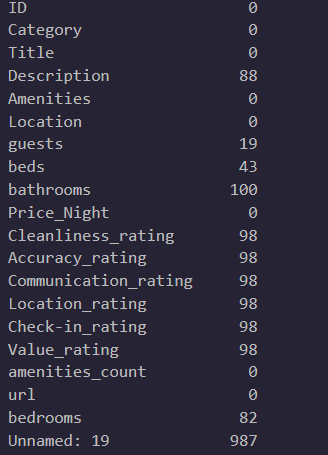 ID 0
Category 0
Title 0
Description 88
Amenities 0
Location 0
guests 19
beds 43
bathrooms 100
Price_Night 0
Cleanliness_rating 98
Accuracy_rating 98
Communication_rating 98
Location_rating 98
Check-in_rating 98
Value_rating 98
amenities_count 0
url 0
bedrooms 82
Unnamed: 19 987